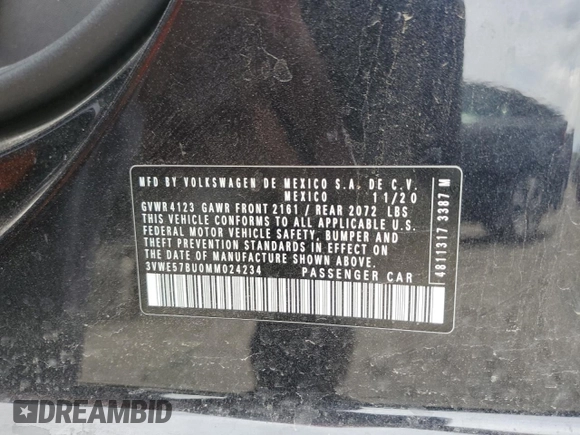 MFD BY VOLKSWAGEN DE MEXICO S.A. DE C.V.
MEXICO 11/20
GVWR4123 GAWR FRONT 2161 / REAR 2072 LBS
THIS VEHICLE CONFORMS TO ALL APPLICABLE U.S.
FEDERAL MOTOR VEHICLE SAFETY, BUMPER AND
THEFT PREVENTION STANDARDS IN EFFECT ON
THE DATE OF MANUFACTURE SHOWN ABOVE.
3VWE57BU0MM024234 PASSENGER CAR
4811317 3387 M
DREAMBID